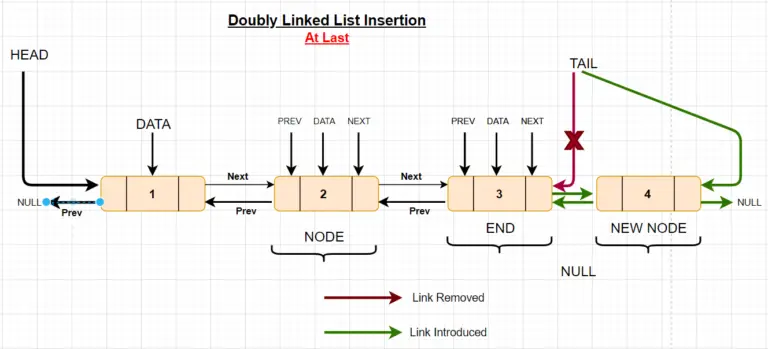 Doubly Linked List Insertion
At Last
HEAD
TAIL
DATA
PREV DATA NEXT
PREV DATA NEXT
Next
Next
1
2
3
4
NULL
Prev
Prev
Prev
NULL
NODE
END
NEW NODE
NULL
Link Removed
Link Introduced